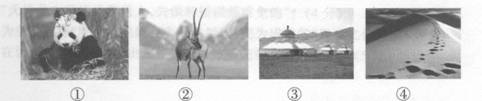 ① ② ③ ④